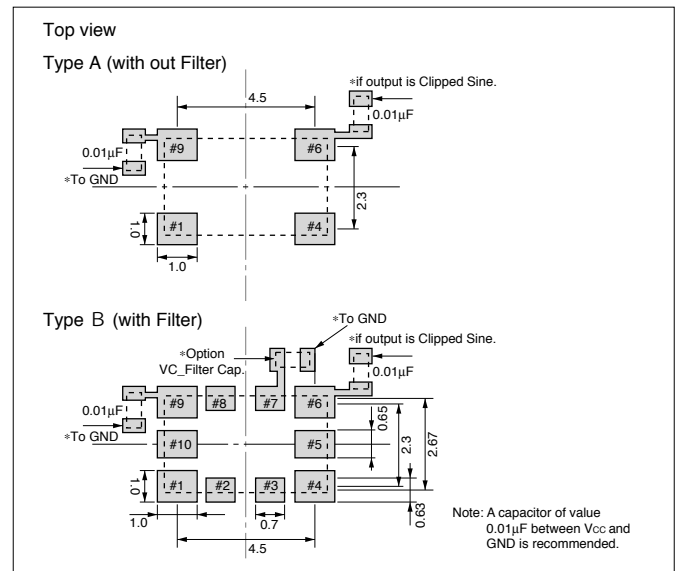 Top view
Type A (with out Filter)
∗if output is Clipped Sine.
4.5
0.01μF
#9
#6
0.01μF
∗To GND
2.3
1.0
#1
#4
1.0
Type B (with Filter)
∗To GND
∗if output is Clipped Sine.
∗Option
VC_Filter Cap.
0.01μF
#9
#8
#7
#6
0.01μF
∗To GND
#10
#5
0.65
2.3
2.67
1.0
#1
#2
#3
#4
1.0
0.7
0.63
4.5
Note: A capacitor of value
0.01μF between Vcc and
GND is recommended.